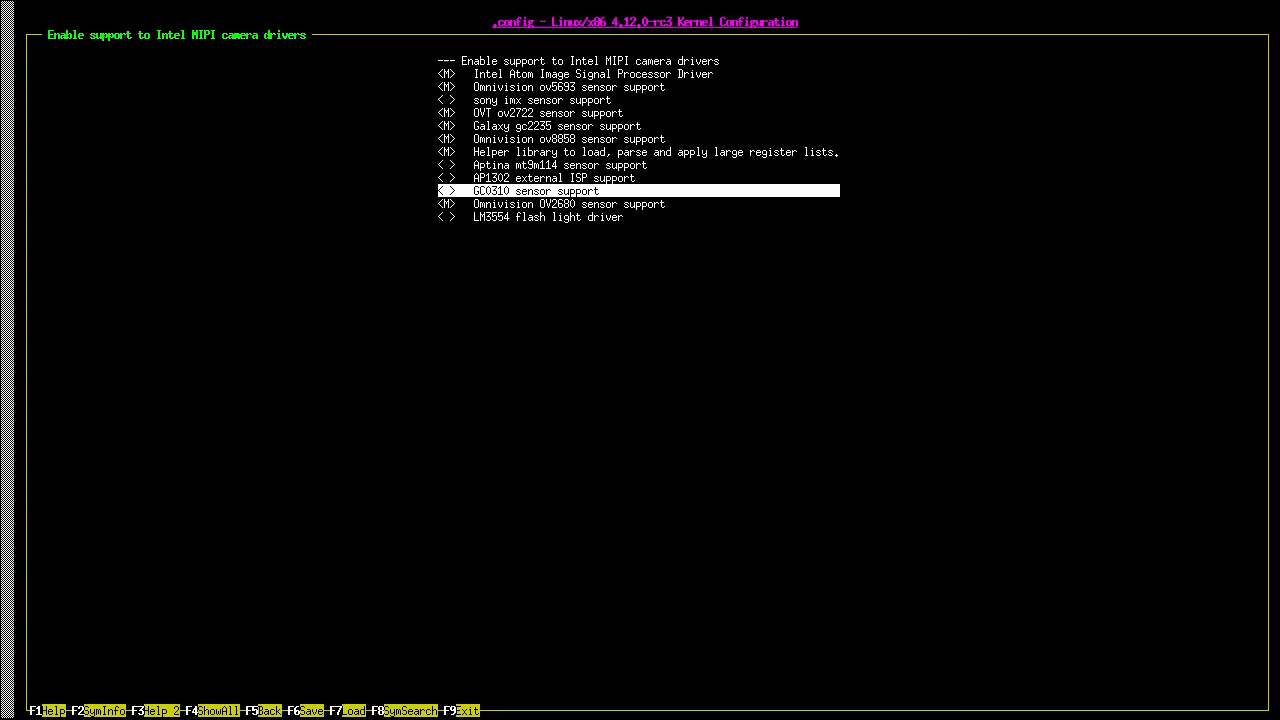 .config - Linux/x86 4.12.0-rc3 Kernel Configuration
Enable support to Intel MIPI camera drivers
--- Enable support to Intel MIPI camera drivers
<M> Intel Atom Image Signal Processor Driver
<M> Omnivision ov5693 sensor support
< > sony imx sensor support
<M> OVT ov2722 sensor support
<M> Galaxy gc2235 sensor support
<M> Omnivision ov8858 sensor support
<M> Helper library to load, parse and apply large register lists.
< > Aptina mt9m114 sensor support
< > AP1302 external ISP support
< > GC0310 sensor support
<M> Omnivision OV2680 sensor support
< > LM3554 flash light driver
F1Help F2SymInfo F3Help 2 F4ShowAll F5Back F6Save F7Load F8SymSearch F9Exit